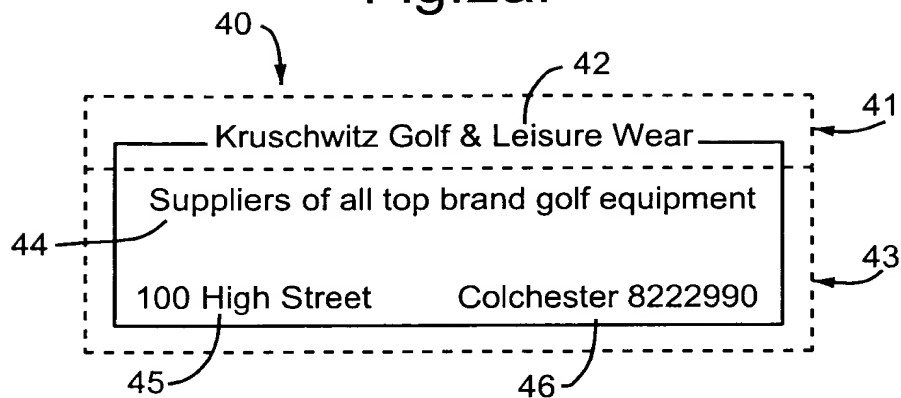 Fig.2a.
40
42
41
Kruschwitz Golf & Leisure Wear
Suppliers of all top brand golf equipment
44
43
100 High Street Colchester 8222990
45
46